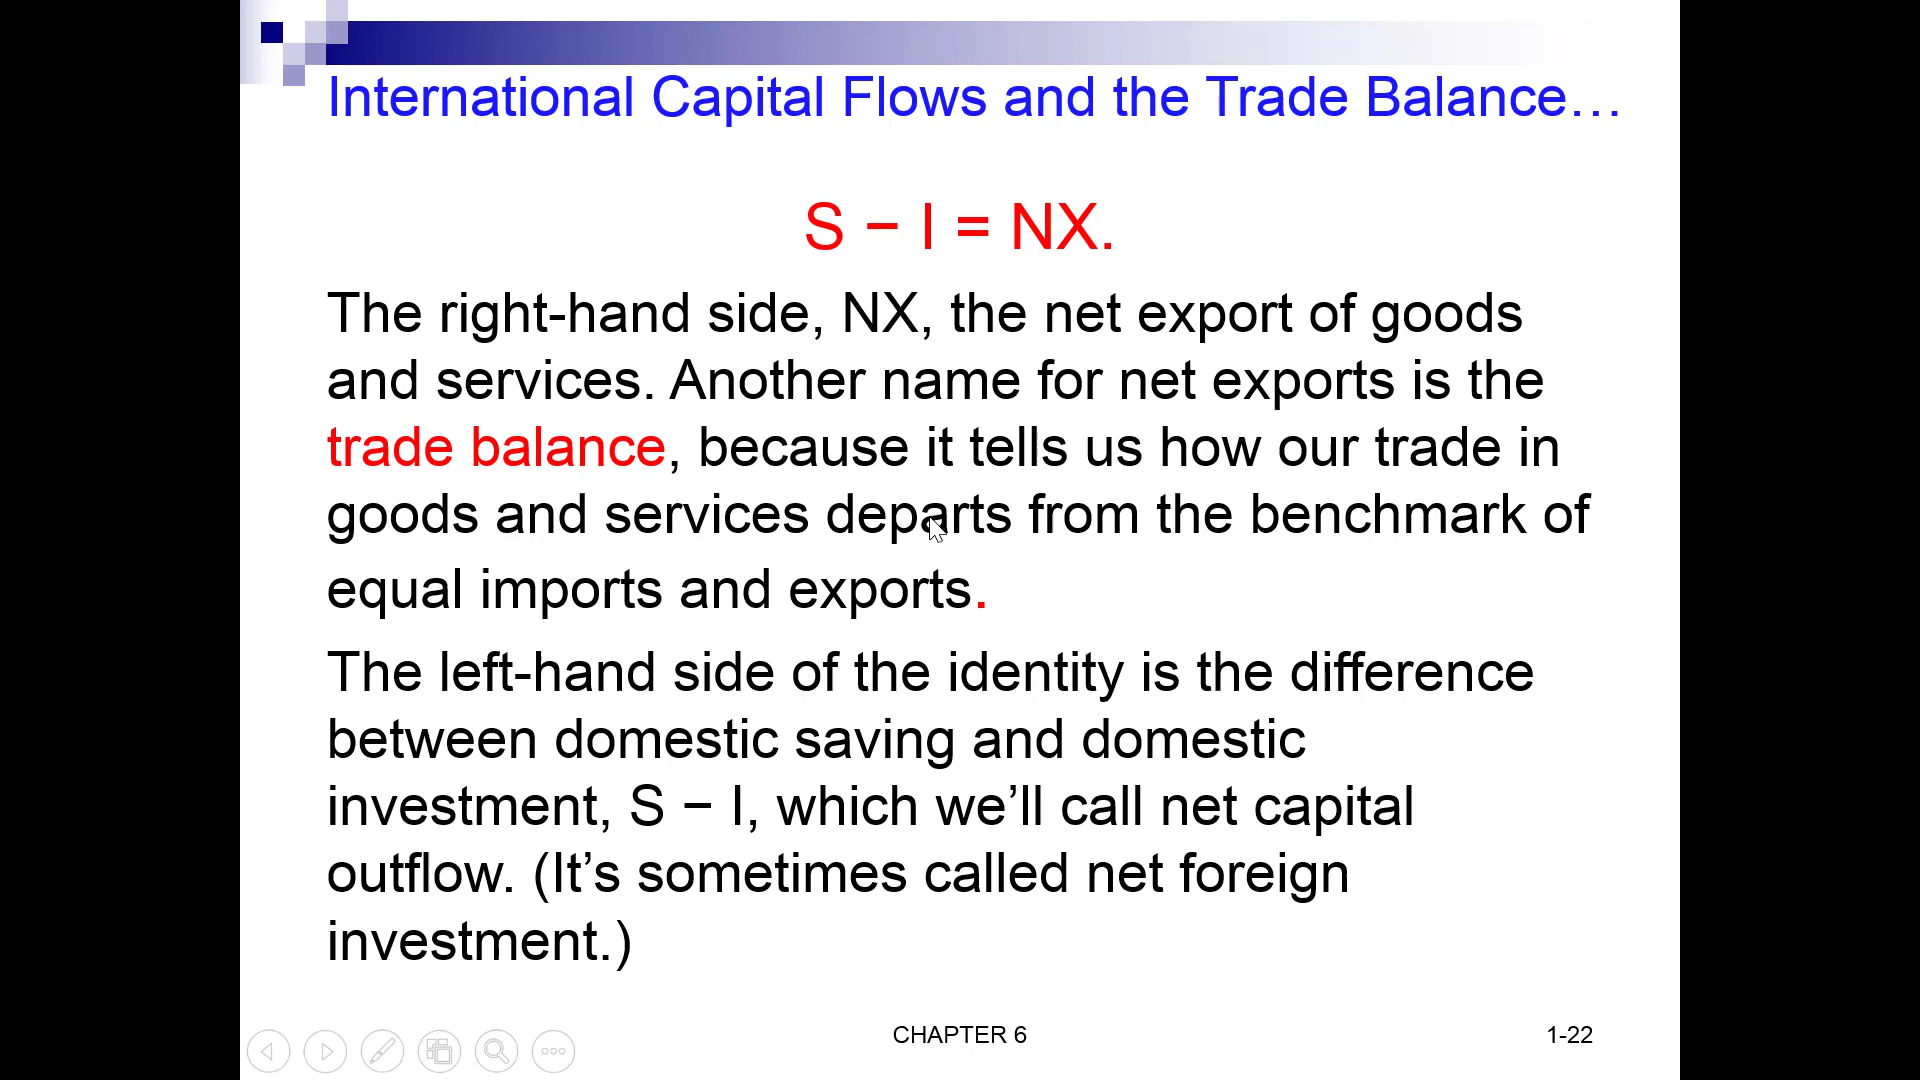 International Capital Flows and the Trade Balance…
S − I = NX.
The right-hand side, NX, the net export of goods
and services. Another name for net exports is the
trade balance, because it tells us how our trade in
goods and services departs from the benchmark of
equal imports and exports.
The left-hand side of the identity is the difference
between domestic saving and domestic
investment, S − I, which we’ll call net capital
outflow. (It’s sometimes called net foreign
investment.)
CHAPTER 6
1-22